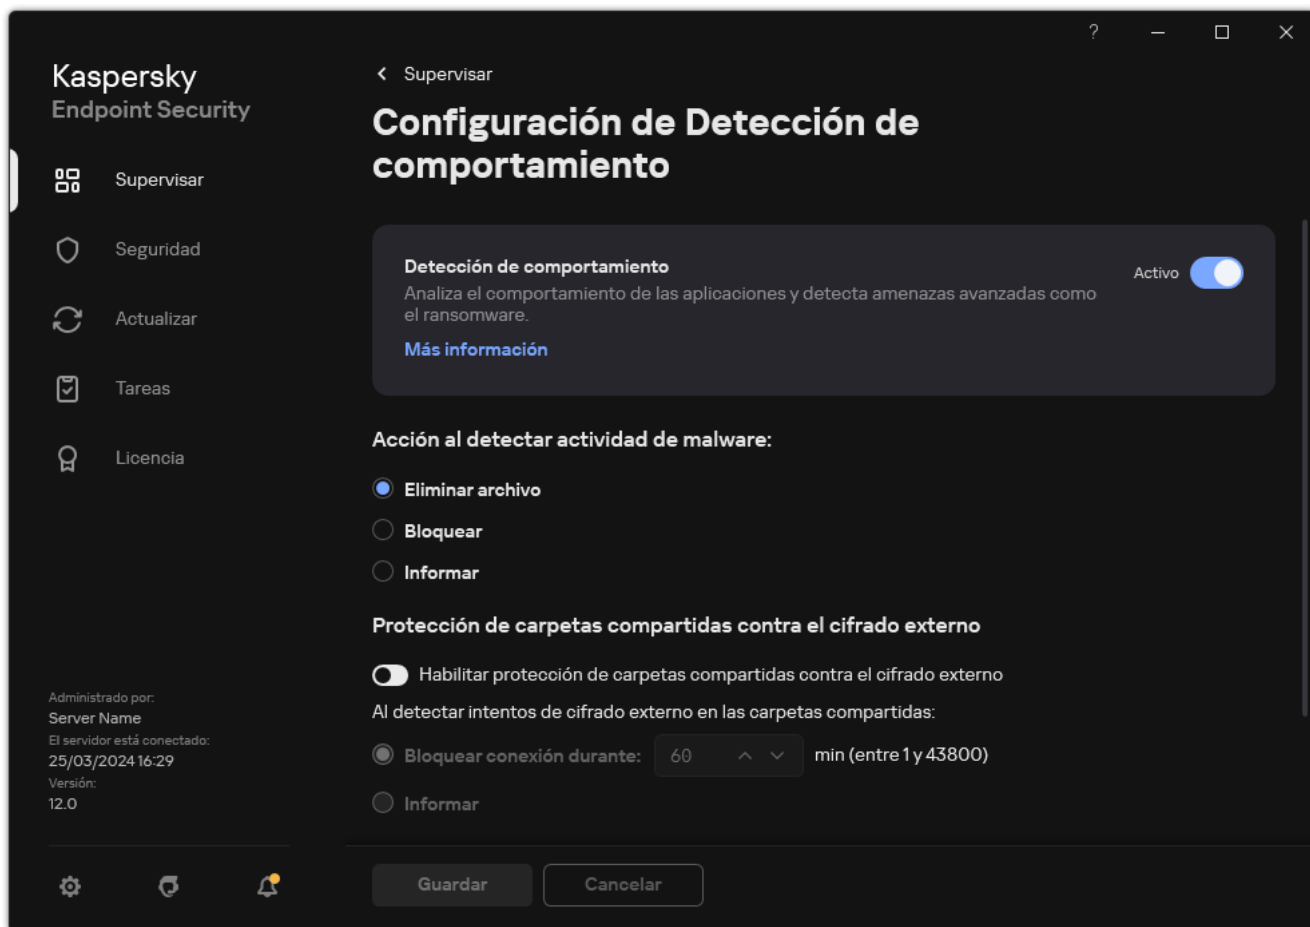 ?
Kaspersky
Endpoint Security
Supervisar
Seguridad
Actualizar
Tareas
Licencia
Administrado por:
Server Name
El servidor está conectado:
25/03/2024 16:29
Versión:
12.0
Supervisar
Configuración de Detección de
comportamiento
Detección de comportamiento
Activo
Analiza el comportamiento de las aplicaciones y detecta amenazas avanzadas como
el ransomware.
Más información
Acción al detectar actividad de malware:
Eliminar archivo
Bloquear
Informar
Protección de carpetas compartidas contra el cifrado externo
Habilitar protección de carpetas compartidas contra el cifrado externo
Al detectar intentos de cifrado externo en las carpetas compartidas:
Bloquear conexión durante: 60 min (entre 1 y 43800)
Informar
Guardar
Cancelar